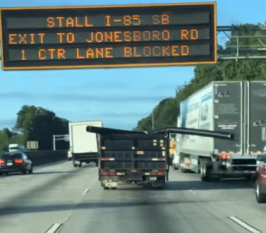 STALL I-85 SB
EXIT TO JONESBORO RD
1 CTR LANE BLOCKED